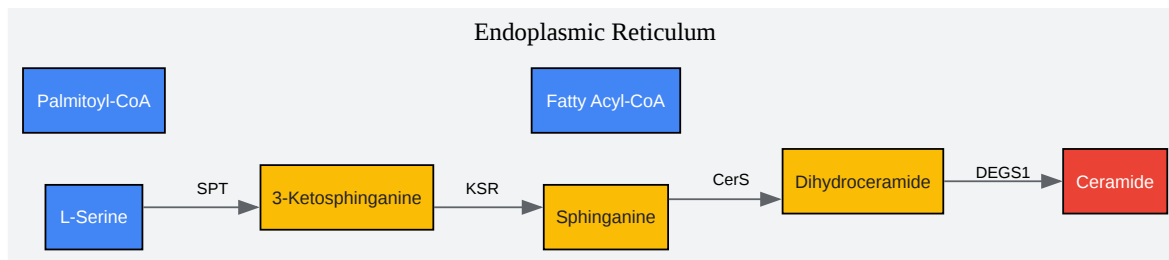 Endoplasmic Reticulum
Palmitoyl-CoA
Fatty Acyl-CoA
L-Serine
SPT
3-Ketosphinganine
KSR
Sphinganine
CerS
Dihydroceramide
DEGS1
Ceramide